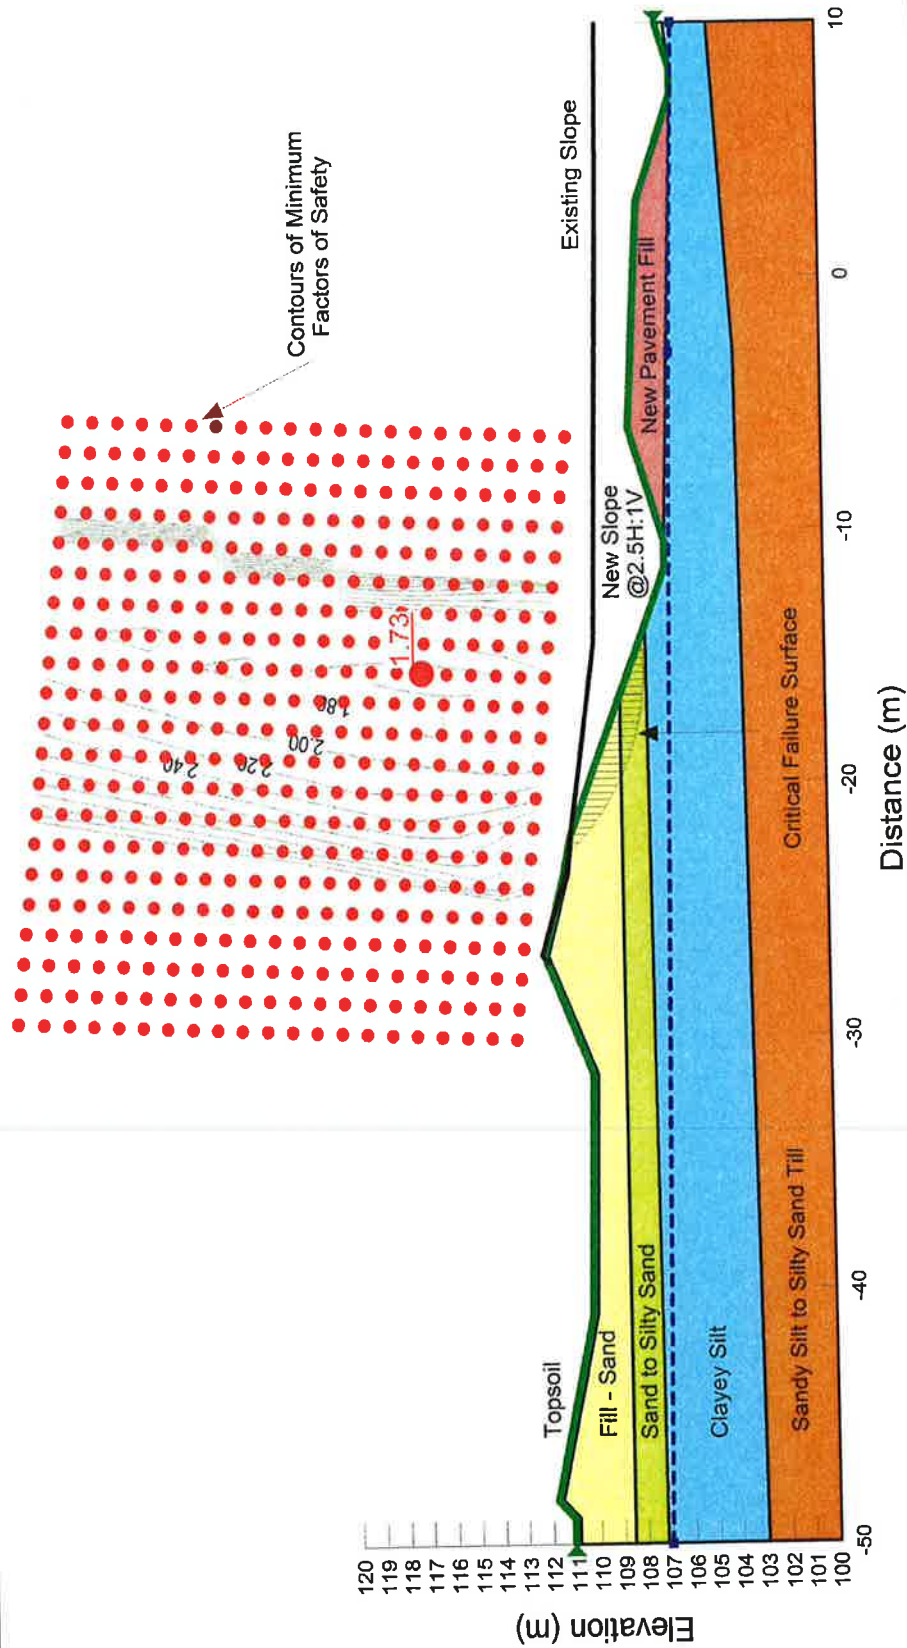 Contours of Minimum
Factors of Safety
1.73
1.80
2.00
2.20
2.40
Existing Slope
New Slope
@2.5H:1V
New Pavement Fill
Topsoil
Fill - Sand
Sand to Silty Sand
Clayey Silt
Sandy Silt to Silty Sand Till
Critical Failure Surface
Elevation (m)
120
119
118
117
116
115
114
113
112
111
110
109
108
107
106
105
104
103
102
101
100
-50
-40
-30
-20
-10
0
10
Distance (m)